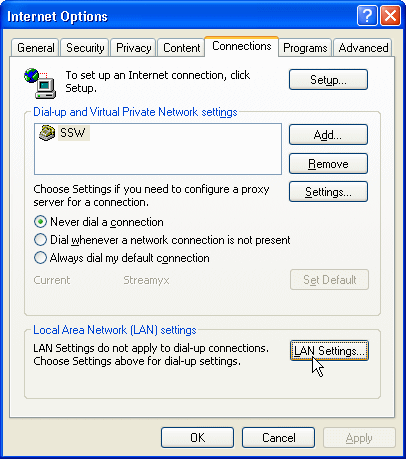 Internet Options
General Security Privacy Content Connections Programs Advanced
To set up an Internet connection, click
Setup.
Setup...
Dial-up and Virtual Private Network settings
SSW
Add...
Remove
Choose Settings if you need to configure a proxy
server for a connection.
Settings...
Never dial a connection
Dial whenever a network connection is not present
Always dial my default connection
Current Streamyx
Set Default
Local Area Network (LAN) settings
LAN Settings do not apply to dial-up connections.
Choose Settings above for dial-up settings.
LAN Settings...
OK Cancel Apply